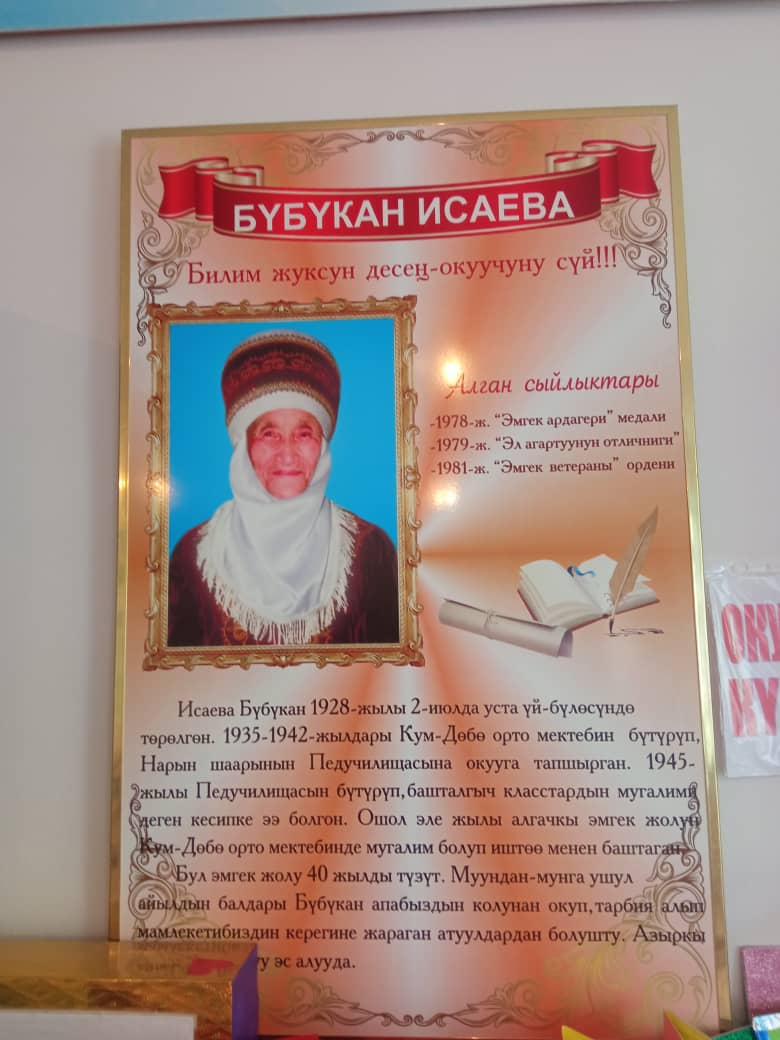 БҮБҮКАН ИСАЕВА
Билим жуксун десең-окуучуну сүй!!!
Алган сыйлыктары
-1978-ж. “Эмгек ардагери” медали
-1979-ж. “Эл агартуунун отличниги”
-1981-ж. “Эмгек ветераны” ордени
Исаева Бүбүкан 1928-жылы 2-июлда уста үй-бүлөсүндө
төрөлгөн. 1935-1942-жылдары Кум-Дөбө орто мектебин бүтүрүп,
Нарын шаарынын Педучилищасына окууга тапшырган. 1945-
жылы Педучилищасын бүтүрүп,башталгыч класстардын мугалими
деген кесипке ээ болгон. Ошол эле жылы алгачкы эмгек жолун
Кум-Дөбө орто мектебинде мугалим болуп иштөө менен баштаган.
Бул эмгек жолу 40 жылды түзүт. Муундан-мунга ушул
айылдын балдары Бүбүкан апабыздын колунан окуп,тарбия алып
мамлекетибиздин керегине жараган атуулдардан болушту. Азыркы
эс алууда.